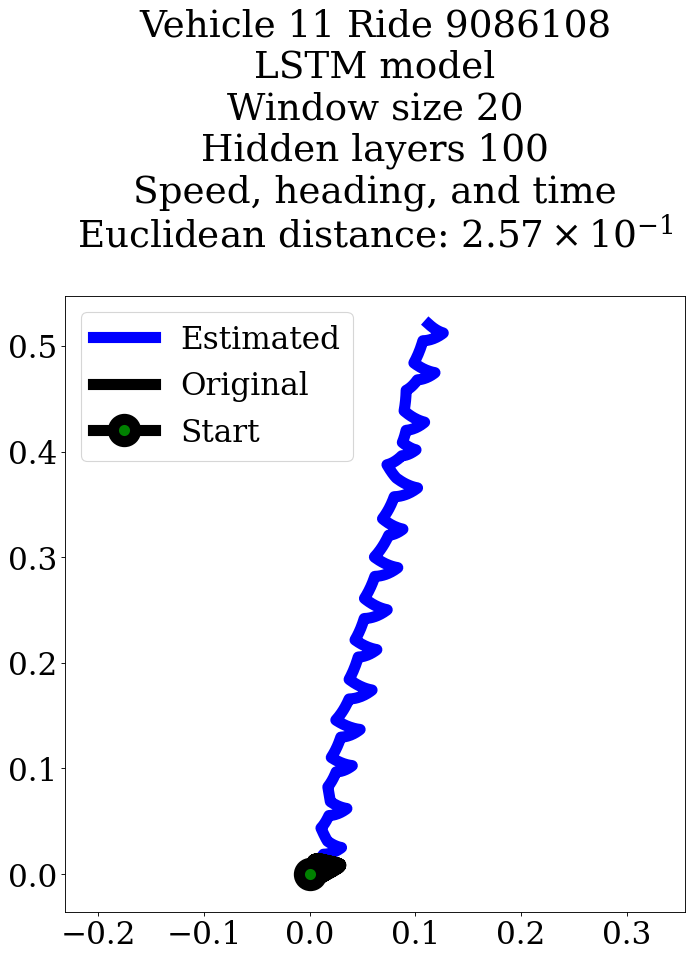 Vehicle 11 Ride 9086108
LSTM model
Window size 20
Hidden layers 100
Speed, heading, and time
Euclidean distance: 2.57 × 10⁻¹
Estimated
Original
Start
0.5
0.4
0.3
0.2
0.1
0.0
−0.2 −0.1 0.0 0.1 0.2 0.3